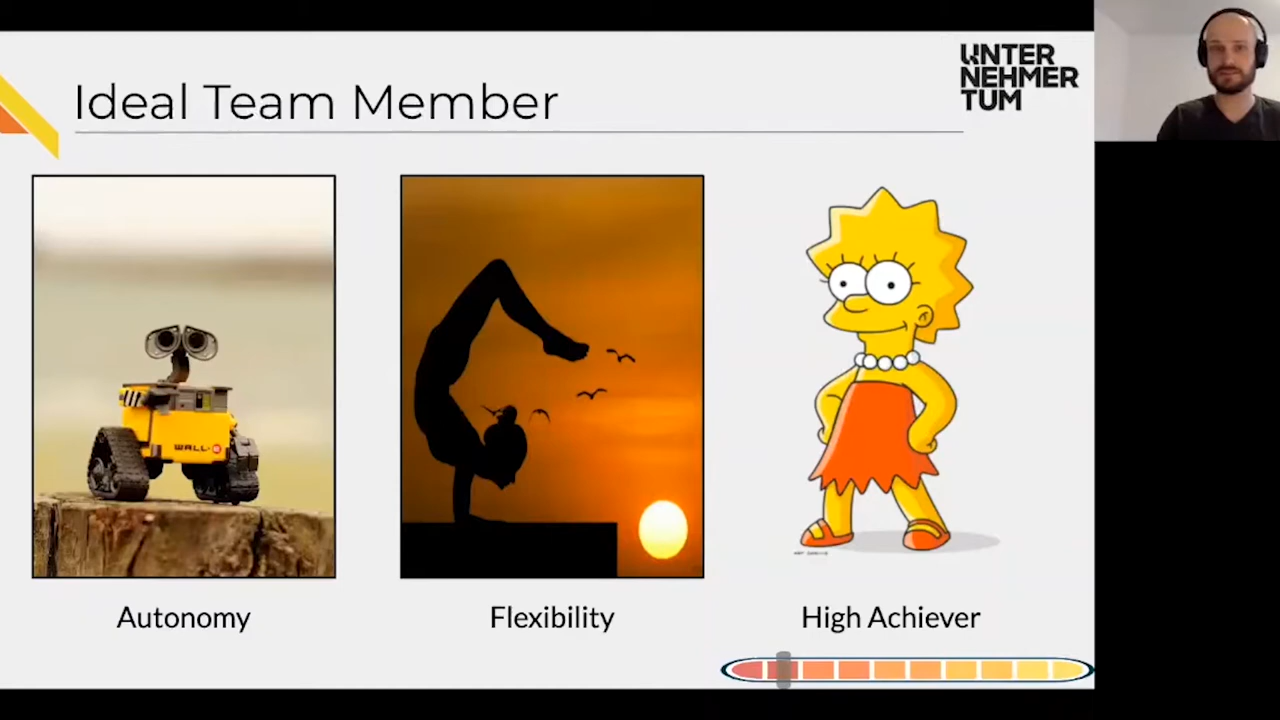 Ideal Team Member
UNTER
NEHMER
TUM
WALL·E
Autonomy
Flexibility
High Achiever